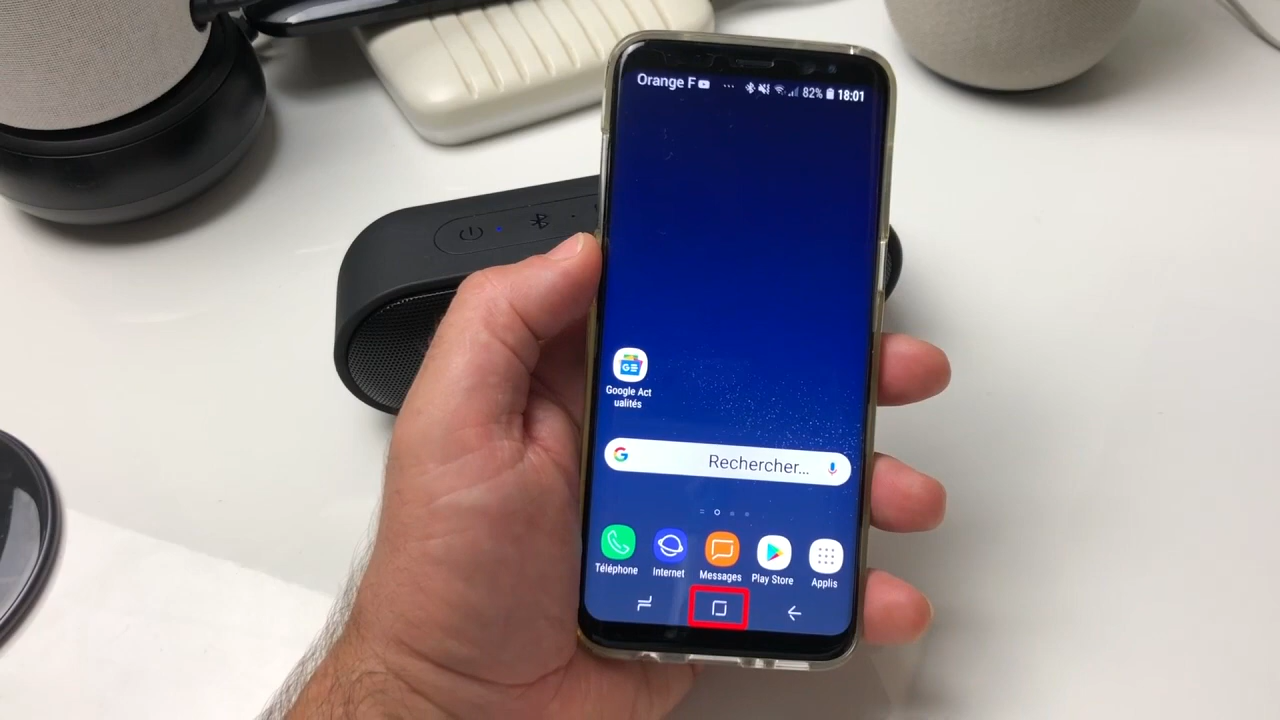 Orange F ... 82% 18:01
Google Act
ualités
Rechercher...
Téléphone Internet Messages Play Store Applis